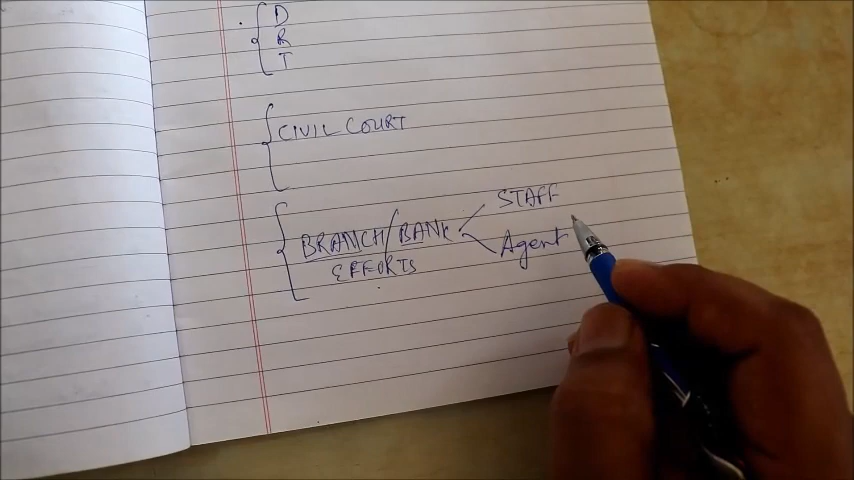 D
R
T
CIVIL COURT
BRANCH/BANK
EFFORTS
STAFF
Agent